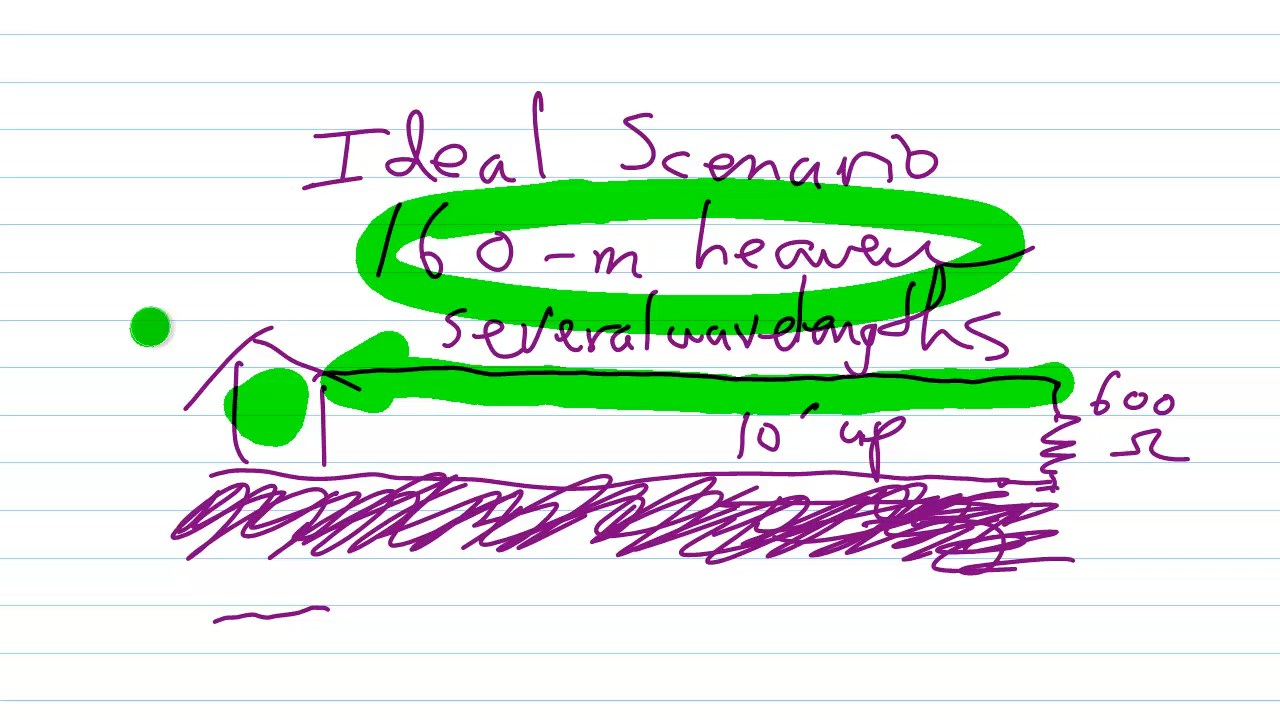 Ideal Scenario
160-m heaven
several wavelengths
10' up
600
Ω